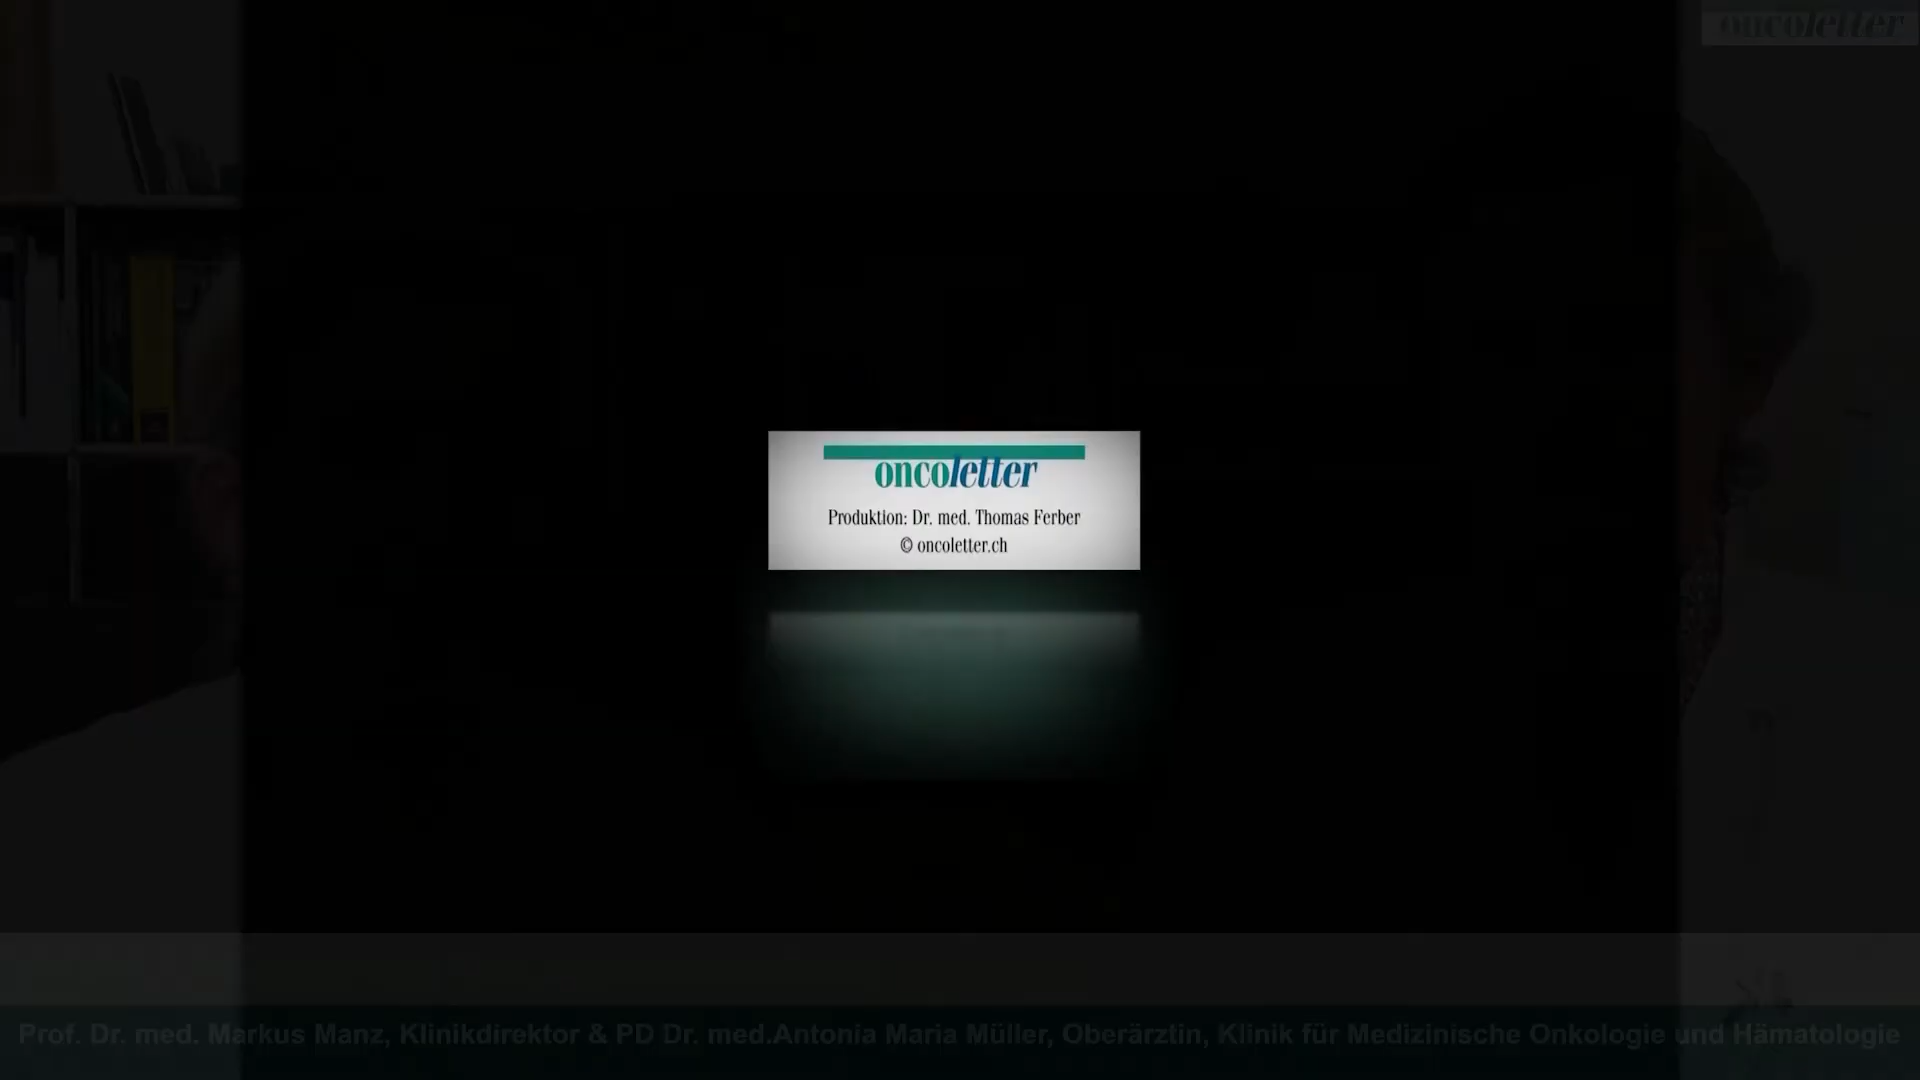 oncoletter
oncoletter
Produktion: Dr. med. Thomas Ferber
© oncoletter.ch
Prof. Dr. med. Markus Manz, Klinikdirektor & PD Dr. med.Antonia Maria Müller, Oberärztin, Klinik für Medizinische Onkologie und Hämatologie